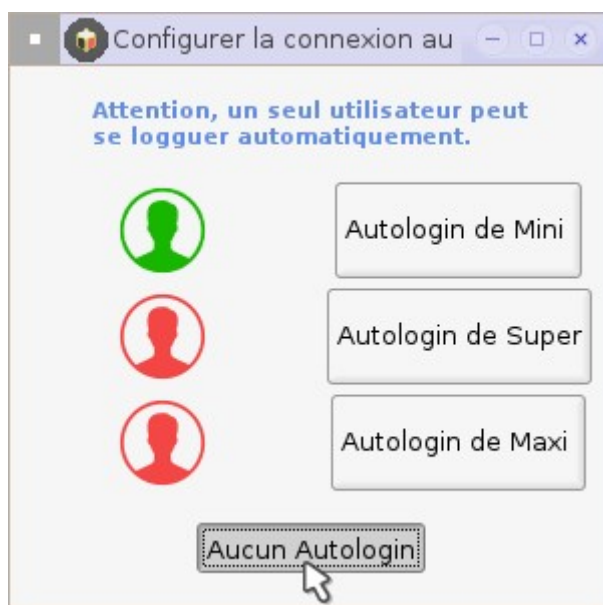 Configurer la connexion au
Attention, un seul utilisateur peut
se logguer automatiquement.
Autologin de Mini
Autologin de Super
Autologin de Maxi
Aucun Autologin